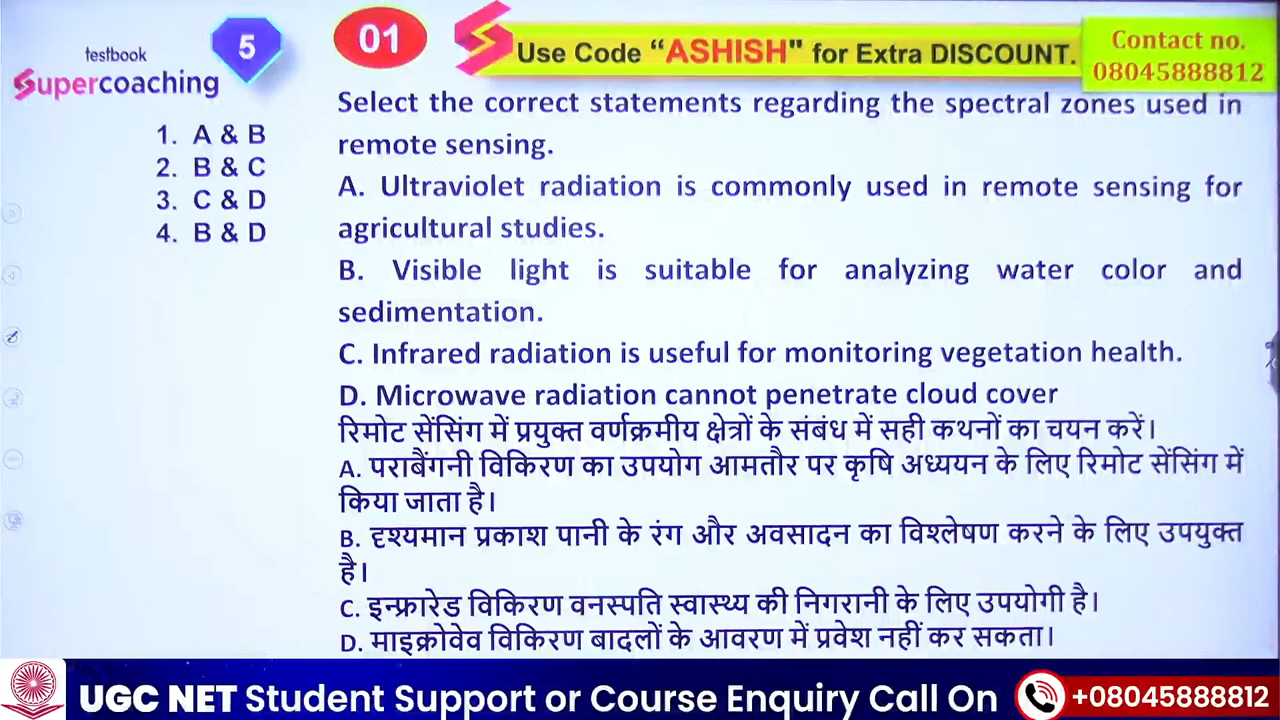 testbook
Supercoaching
5
01
Use Code “ASHISH" for Extra DISCOUNT.
Contact no.
08045888812
1. A & B
2. B & C
3. C & D
4. B & D
Select the correct statements regarding the spectral zones used in
remote sensing.
A. Ultraviolet radiation is commonly used in remote sensing for
agricultural studies.
B. Visible light is suitable for analyzing water color and
sedimentation.
C. Infrared radiation is useful for monitoring vegetation health.
D. Microwave radiation cannot penetrate cloud cover
रिमोट सेंसिंग में प्रयुक्त वर्णक्रमीय क्षेत्रों के संबंध में सही कथनों का चयन करें।
A. पराबैंगनी विकिरण का उपयोग आमतौर पर कृषि अध्ययन के लिए रिमोट सेंसिंग में
किया जाता है।
B. दृश्यमान प्रकाश पानी के रंग और अवसादन का विश्लेषण करने के लिए उपयुक्त
है।
C. इन्फ्रारेड विकिरण वनस्पति स्वास्थ्य की निगरानी के लिए उपयोगी है।
D. माइक्रोवेव विकिरण बादलों के आवरण में प्रवेश नहीं कर सकता।
UGC NET Student Support or Course Enquiry Call On
+08045888812